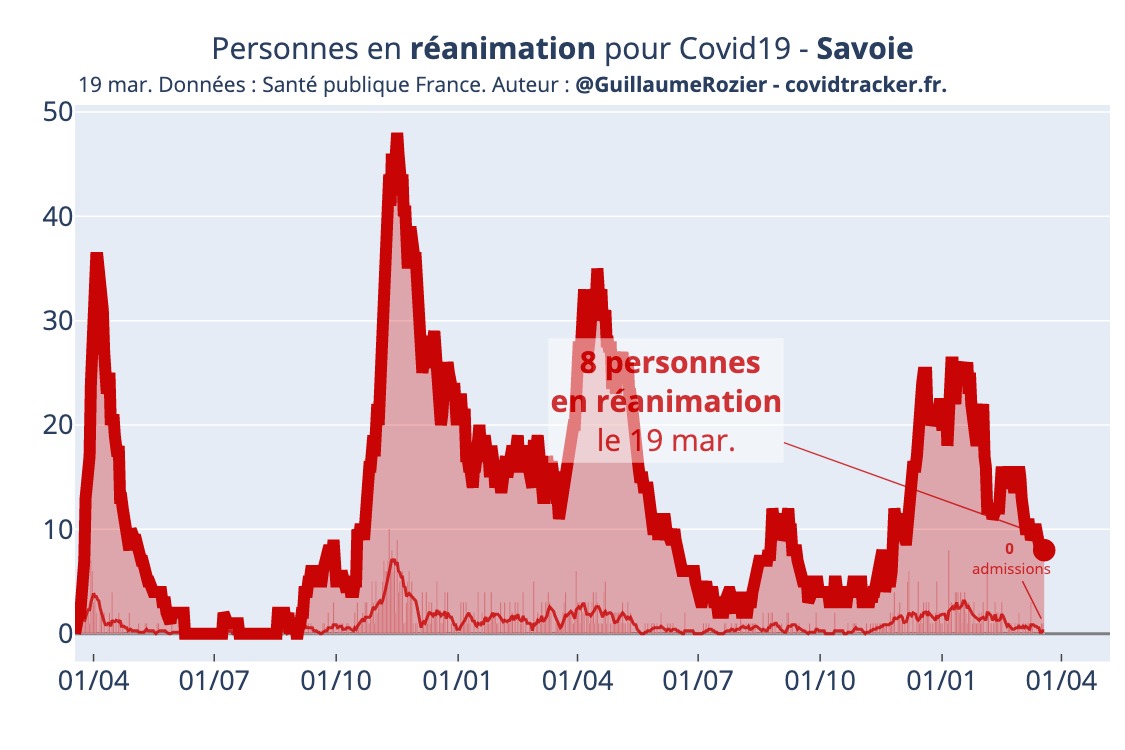 Personnes en réanimation pour Covid19 - Savoie
19 mar. Données : Santé publique France. Auteur : @GuillaumeRozier - covidtracker.fr.
50
40
30
20
10
0
8 personnes
en réanimation
le 19 mar.
0
admissions
01/04 01/07 01/10 01/01 01/04 01/07 01/10 01/01 01/04